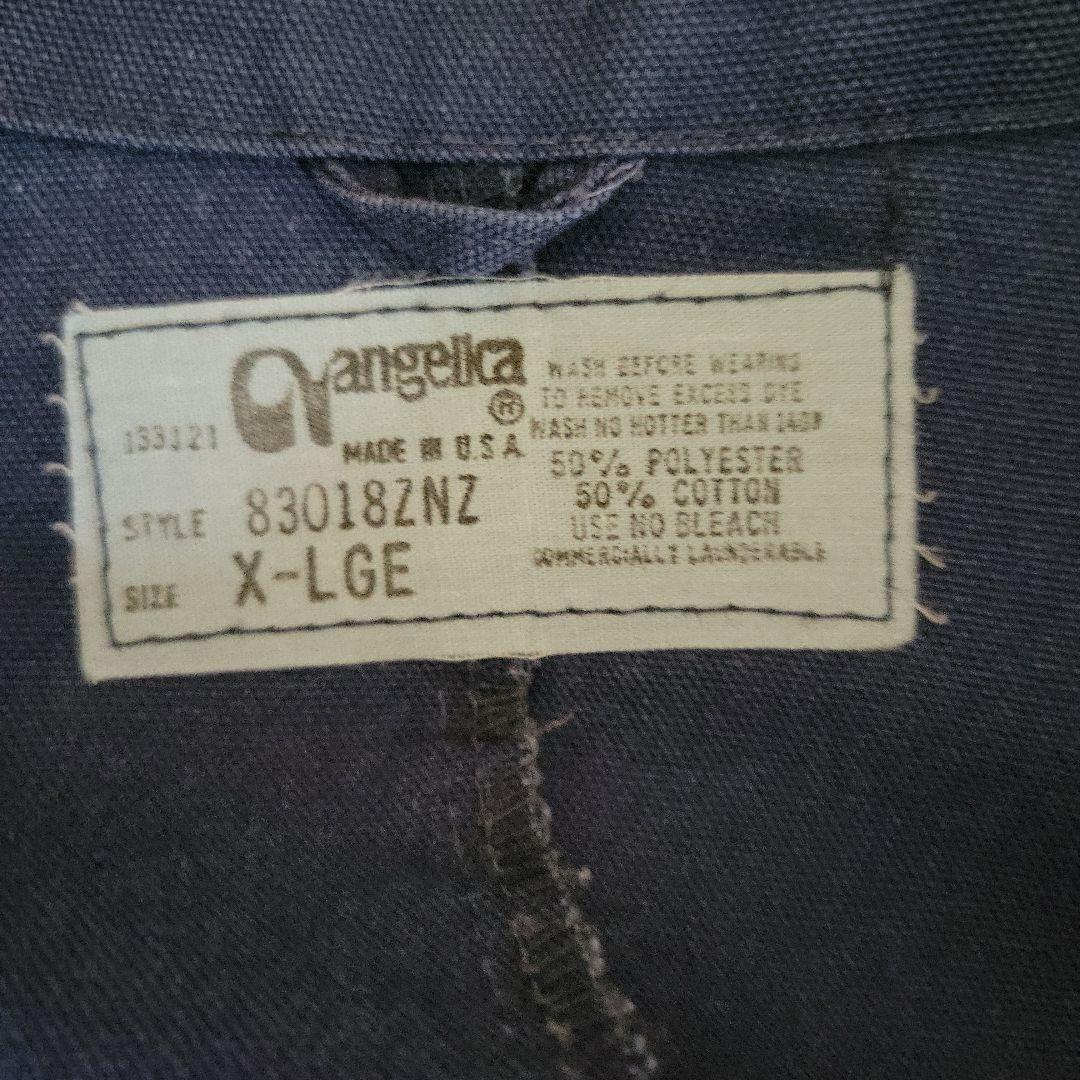 angelica
®
133121
MADE IN U.S.A.
STYLE 83018ZNZ
SIZE X-LGE
WASH BEFORE WEARING
TO REMOVE EXCESS DYE
WASH NO HOTTER THAN 140°
50% POLYESTER
50% COTTON
USE NO BLEACH
COMMERCIALLY LAUNDERABLE